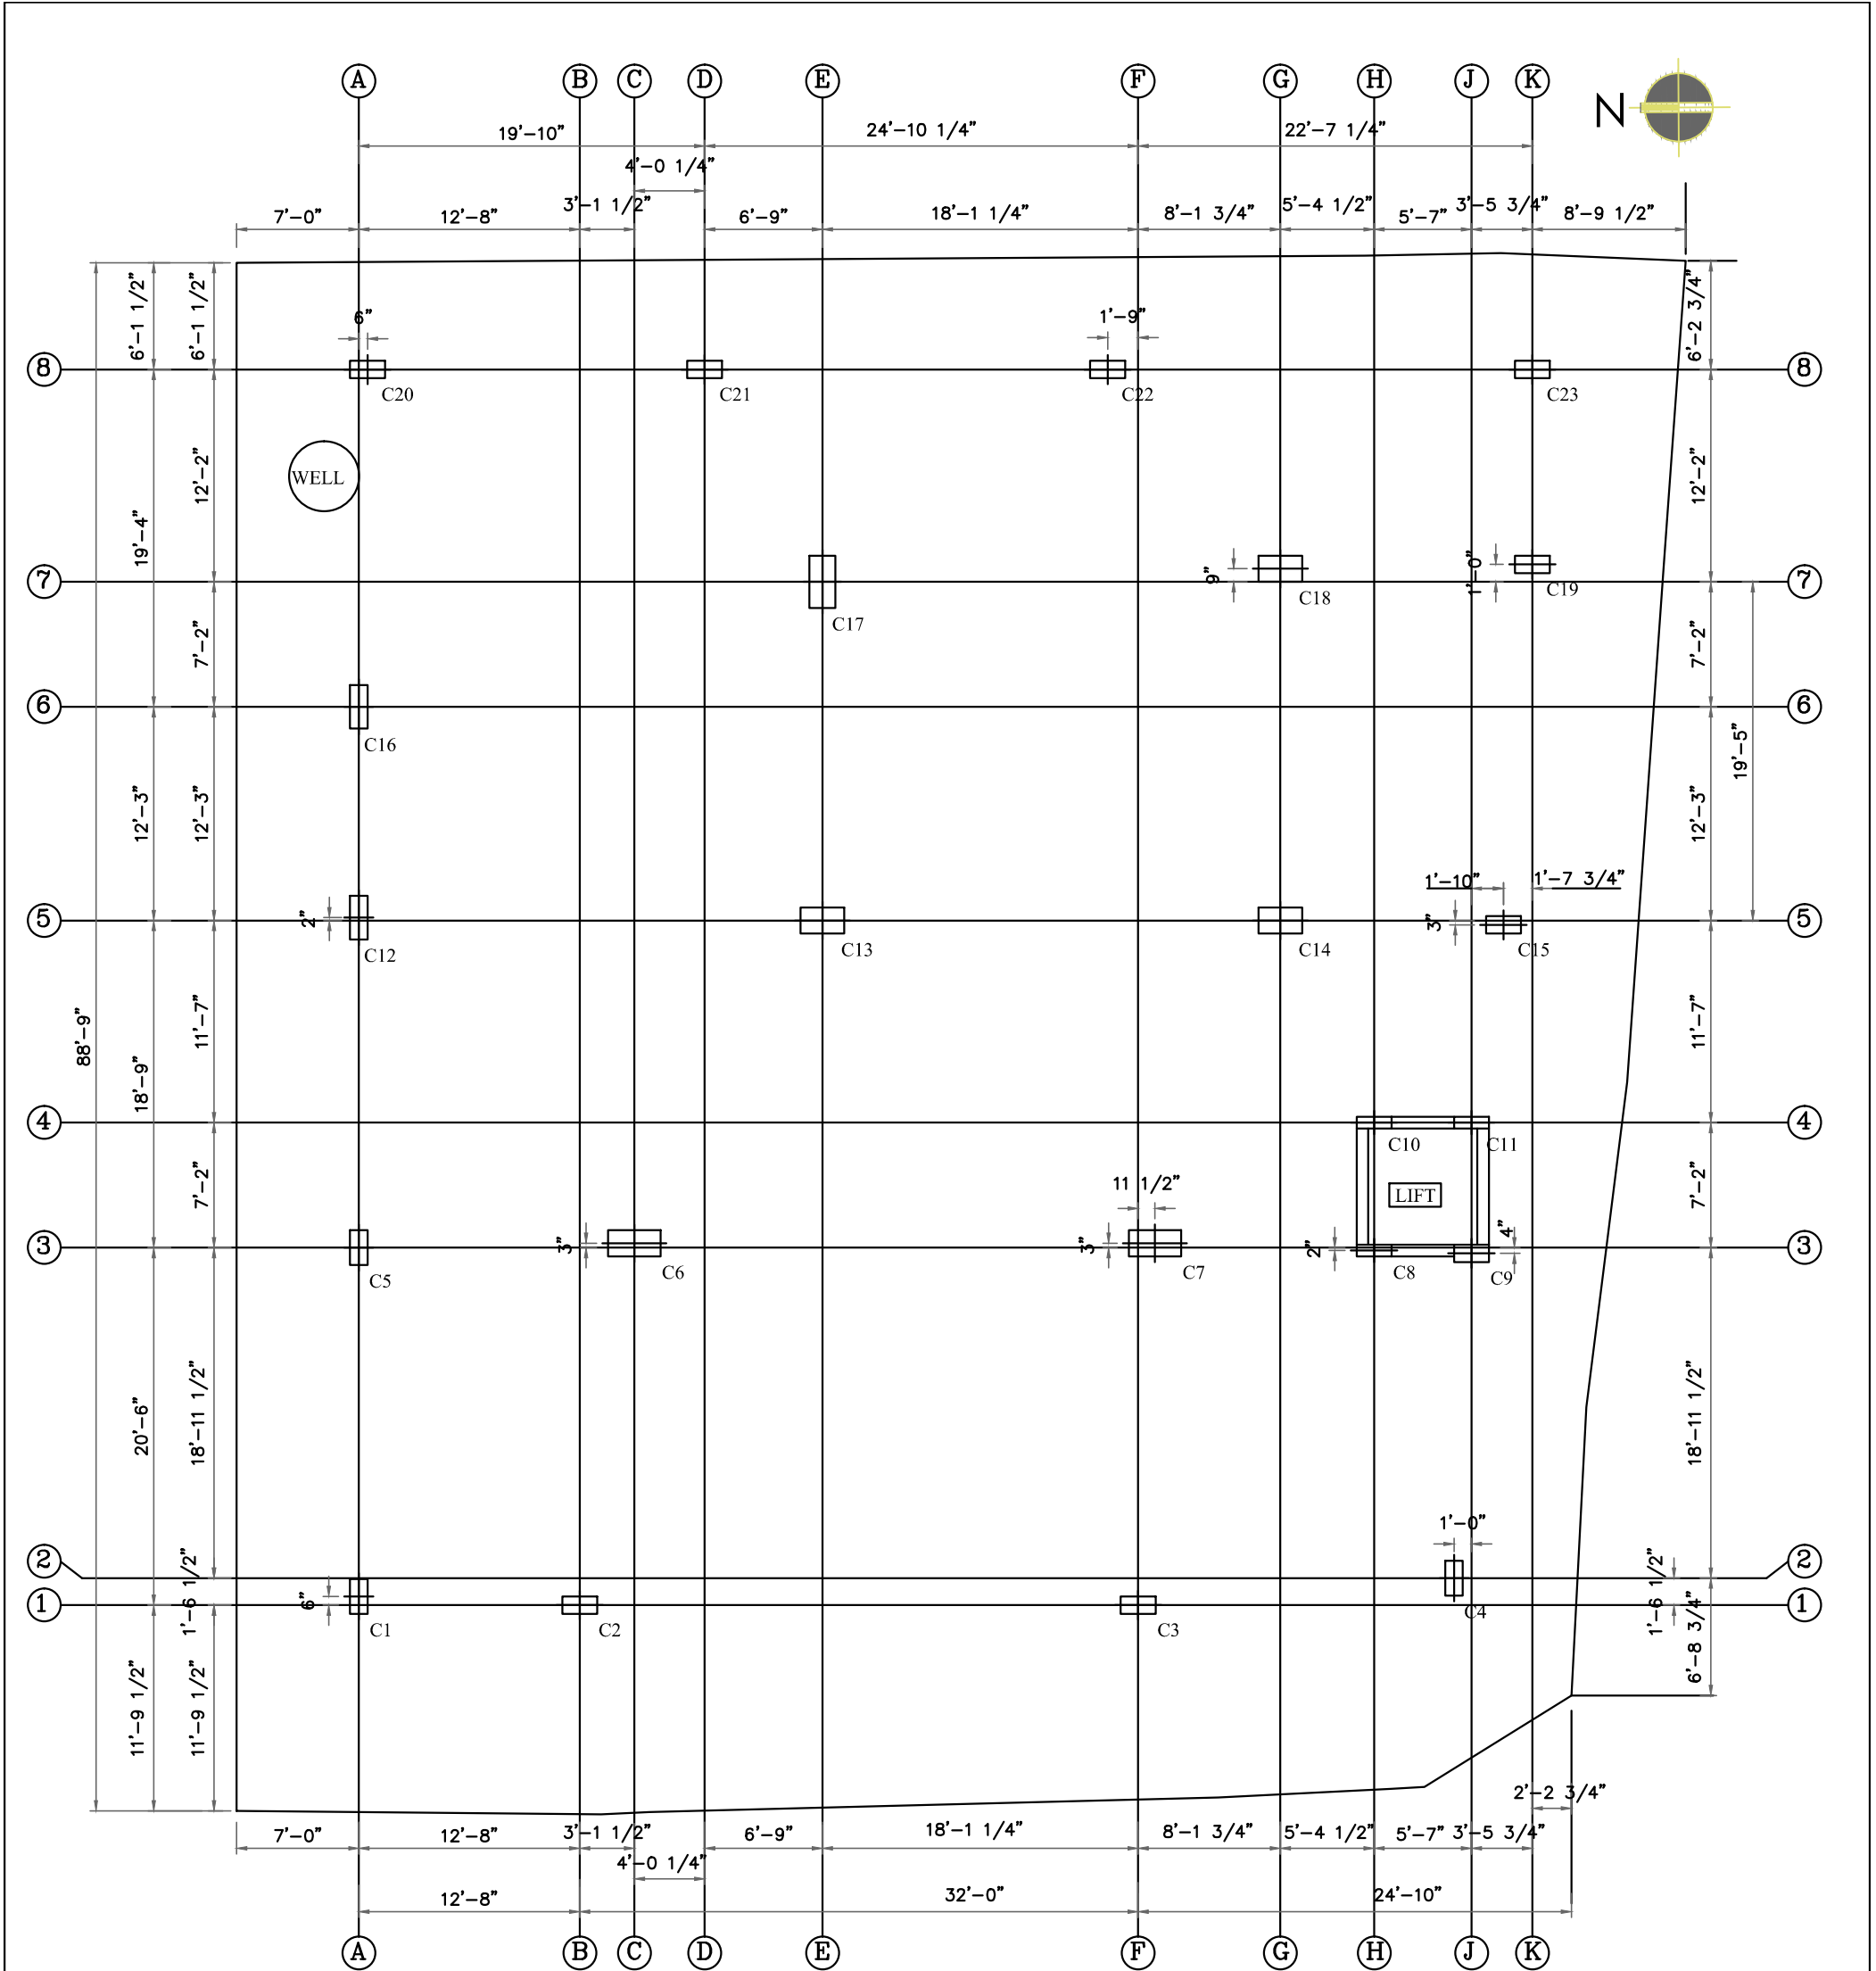 A B C D E F G H J K
N
19'-10" 24'-10 1/4" 22'-7 1/4"
4'-0 1/4"
7'-0" 12'-8" 3'-1 1/2" 6'-9" 18'-1 1/4" 8'-1 3/4" 5'-4 1/2" 5'-7" 3'-5 3/4" 8'-9 1/2"
6'-1 1/2" 6'-1 1/2" 6'-2 3/4"
6" 1'-9"
8 8
C20 C21 C22 C23
WELL
19'-4" 12'-2" 12'-2"
9" 1'-0"
7 7
C17 C18 C19
7'-2" 7'-2"
6 6
C16
19'-5"
12'-3" 12'-3" 12'-3"
1'-10" 1'-7 3/4"
2" 3"
5 5
C12 C13 C14 C15
88'-9"
18'-9" 11'-7" 11'-7"
4 4
C10 C11
7'-2" 7'-2"
11 1/2" LIFT
3" 3" 2" 4"
3 3
C5 C6 C7 C8 C9
20'-6" 18'-11 1/2" 18'-11 1/2"
1'-0"
2 2
1'-6 1/2" 6" 1'-6 1/2"
1 1
C1 C2 C3 C4
6'-8 3/4"
11'-9 1/2" 11'-9 1/2"
2'-2 3/4"
7'-0" 12'-8" 3'-1 1/2" 6'-9" 18'-1 1/4" 8'-1 3/4" 5'-4 1/2" 5'-7" 3'-5 3/4"
4'-0 1/4"
12'-8" 32'-0" 24'-10"
A B C D E F G H J K